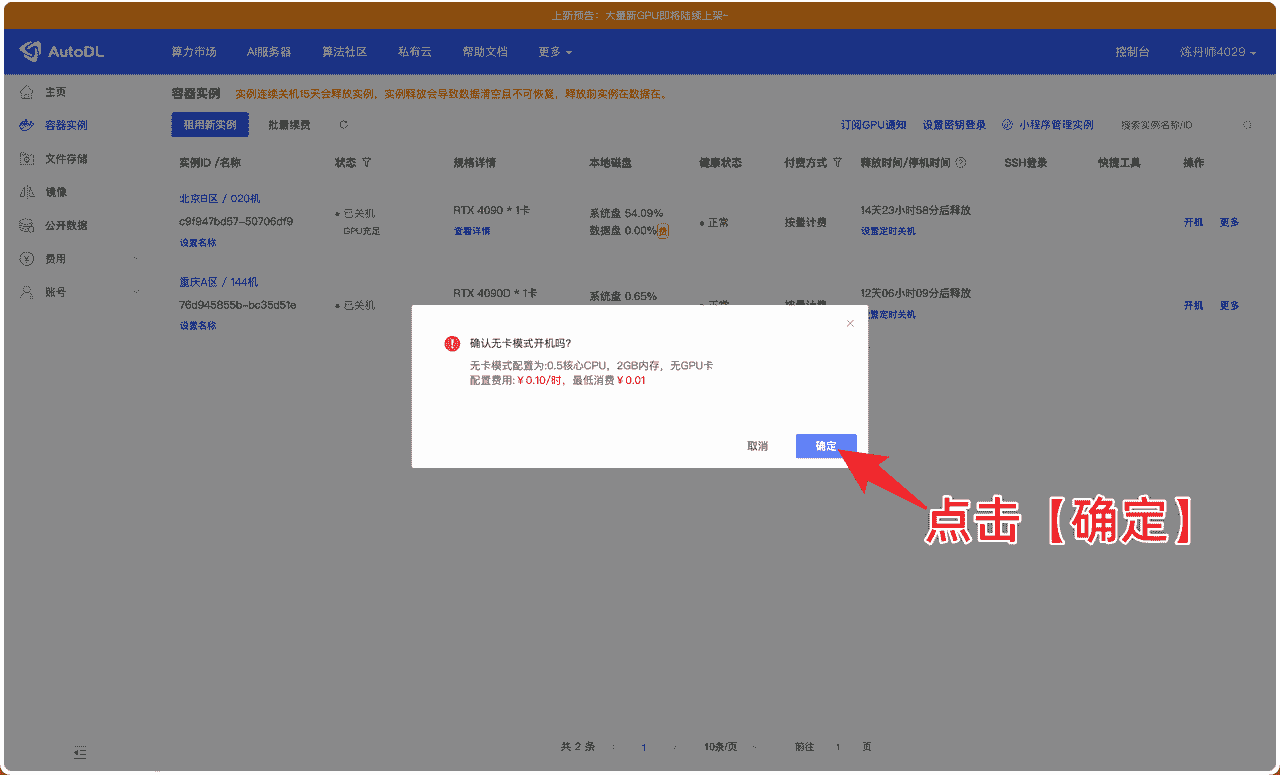 上新预告：大量新GPU即将陆续上架~
AutoDL 算力市场 AI服务器 算法社区 私有云 帮助文档 更多 控制台 炼丹师4029
主页
容器实例
文件存储
镜像
公开数据
费用
账号
容器实例 实例连续关机15天会释放实例，实例释放会导致数据清空且不可恢复，释放前实例在数据在。
租用新实例 批量续费 订阅GPU通知 设置密钥登录 小程序管理实例 搜索实例名称/ID
实例ID /名称 状态 规格详情 本地磁盘 健康状态 付费方式 释放时间/停机时间 SSH登录 快捷工具 操作
北京B区 / 020机
c9f947bd57-50706df9
设置名称
已关机
GPU充足
RTX 4090 * 1卡
查看详情
系统盘 54.09%
数据盘 0.00% 费
正常
按量计费
14天23小时58分后释放
设置定时关机
开机 更多
重庆A区 / 144机
76d945855b-bc35d51e
设置名称
已关机
RTX 4090D * 1卡
系统盘 0.65%
正常
按量计费
12天06小时09分后释放
设置定时关机
开机 更多
确认无卡模式开机吗?
无卡模式配置为:0.5核心CPU，2GB内存，无GPU卡
配置费用:￥0.10/时，最低消费￥0.01
取消 确定
点击【确定】
共 2 条 1 10条/页 前往 1 页